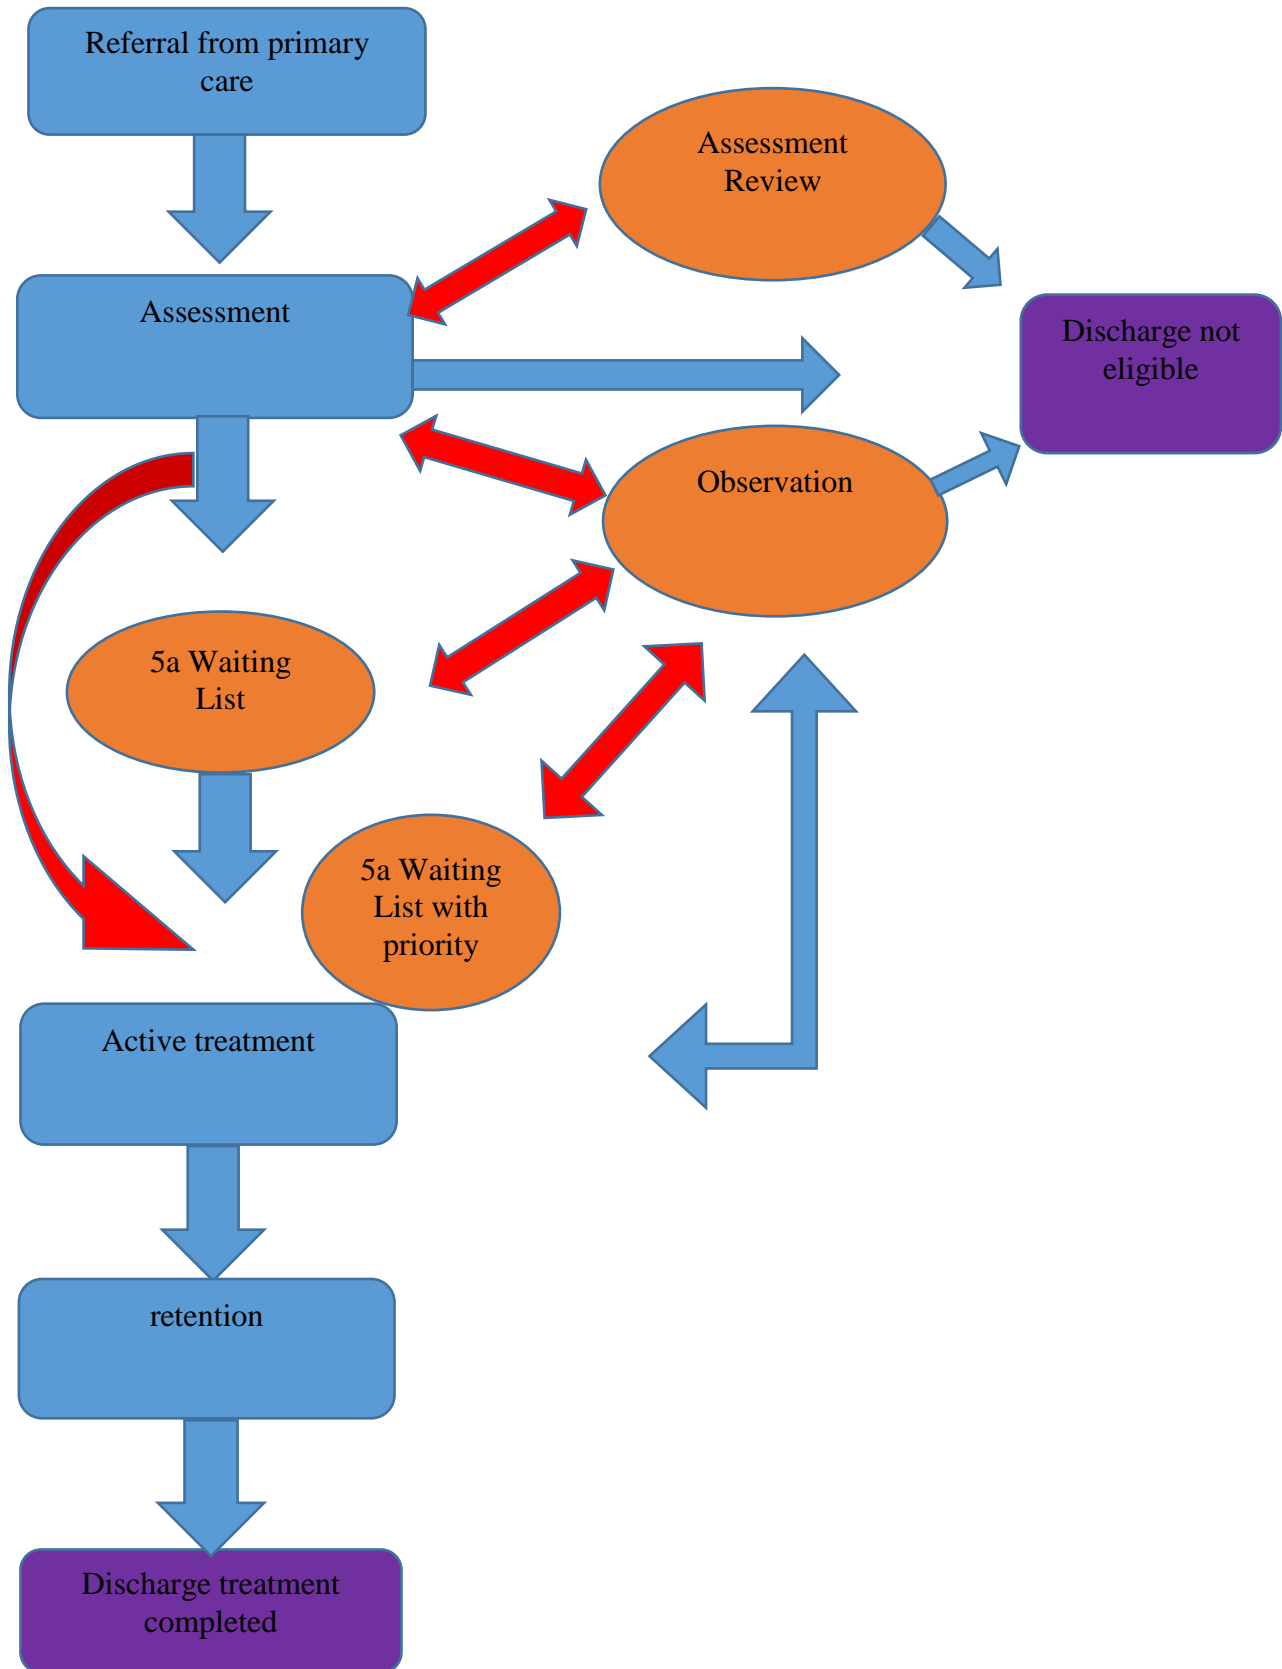 Referral from primary
care
Assessment
Review
Assessment
Discharge not
eligible
Observation
5a Waiting
List
5a Waiting
List with
priority
Active treatment
retention
Discharge treatment
completed